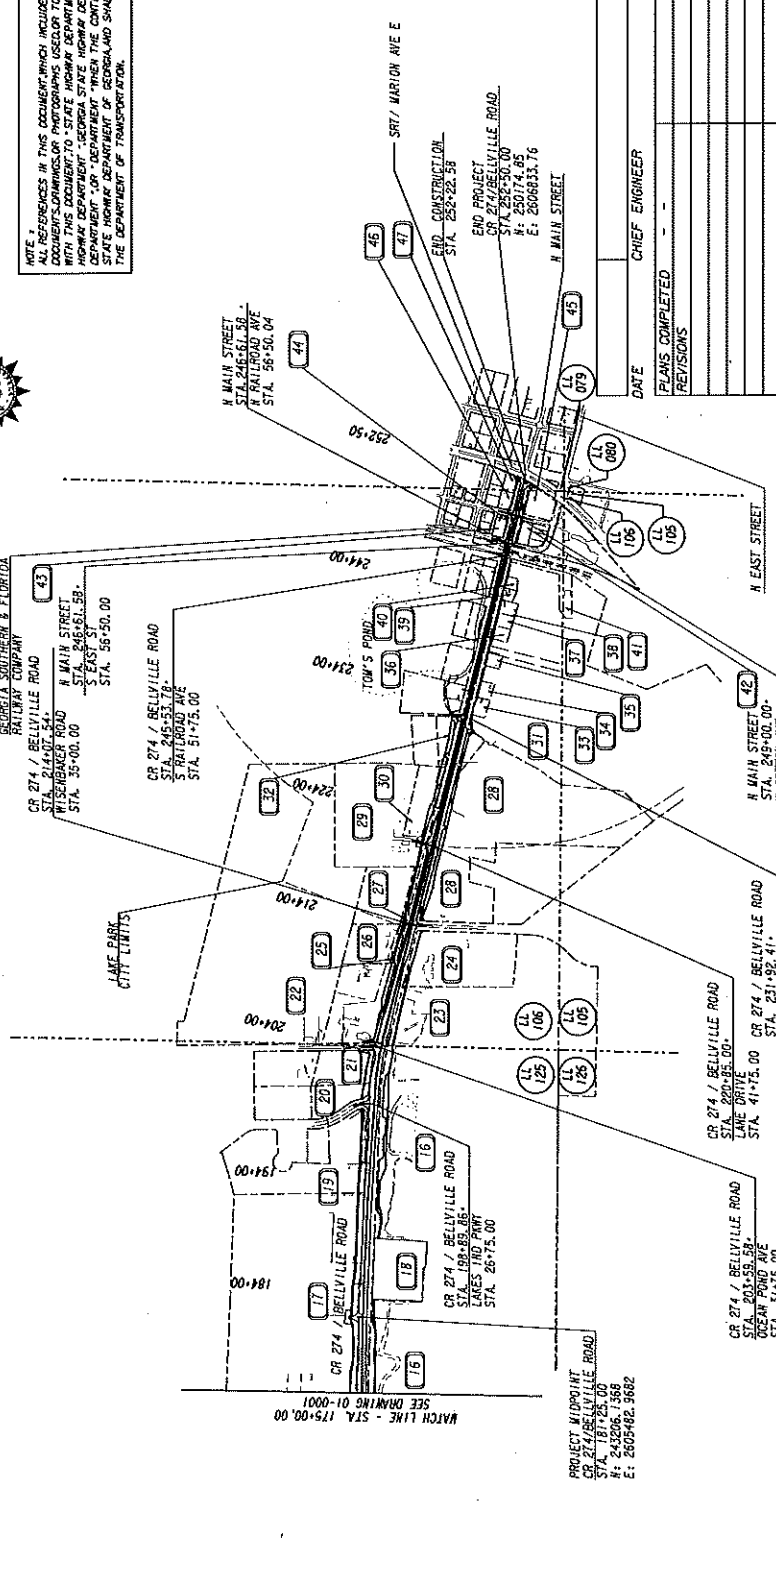 NOTE :
ALL REFERENCES IN THIS DOCUMENT, WHICH INCLUDE
DOCUMENTS, DRAWINGS, OR PHOTOGRAPHS USED, OR TO
WITH THIS DOCUMENT, TO "STATE HIGHWAY DEPARTM
HIGHWAY DEPARTMENT", "GEORGIA STATE HIGHWAY DE
DEPARTMENT", OR "DEPARTMENT" WHEN THE CONT
STATE HIGHWAY DEPARTMENT OF GEORGIA, AND SHA
THE DEPARTMENT OF TRANSPORTATION.
GEORGIA SOUTHERN & FLORIDA
RAILWAY COMPANY
43
CR 274 / BELLVILLE ROAD
STA. 214+07.54=
WISENBAKER ROAD
STA. 35+00.00
N MAIN STREET
STA. 246+61.58=
S EAST ST
STA. 56+50.00
CR 274 / BELLVILLE ROAD
STA. 245+53.78=
S RAILROAD AVE
STA. 51+75.00
N MAIN STREET
STA. 246+61.58 =
N RAILROAD AVE
STA. 56+50.04
44
46
47
SR7/ MARION AVE E
END CONSTRUCTION
STA. 252+22.58
END PROJECT
CR 274/BELLVILLE ROAD
STA. 252+50.00
N: 250174.85
E: 2606833.76
N MAIN STREET
45
LAKE PARK
CITY LIMITS
184+00
194+00
204+00
214+00
224+00
234+00
244+00
252+50
TOM'S POND
17
19
20
21
22
25
26
27
29
30
32
36
39
40
16
18
16
23
24
28
28
31
33
34
35
37
38
41
42
LL 125
LL 106
LL 126
LL 105
LL 106
LL 105
LL 080
LL 079
CR 274 / BELLVILLE ROAD
MATCH LINE - STA. 175+00.00
SEE DRAWING 01-0001
PROJECT MIDPOINT
CR 274/BELLVILLE ROAD
STA. 181+25.00
N: 243206.1368
E: 2605482.9682
CR 274 / BELLVILLE ROAD
STA. 198+89.86=
LAKES IND PKWY
STA. 26+75.00
CR 274 / BELLVILLE ROAD
STA. 203+59.58=
OCEAN POND AVE
CR 274 / BELLVILLE ROAD
STA. 220+85.00=
LAKE DRIVE
STA. 41+75.00
CR 274 / BELLVILLE ROAD
STA. 231+92.41=
N MAIN STREET
STA. 249+00.00=
N EAST STREET
DATE
CHIEF ENGINEER
PLANS COMPLETED - -
REVISIONS